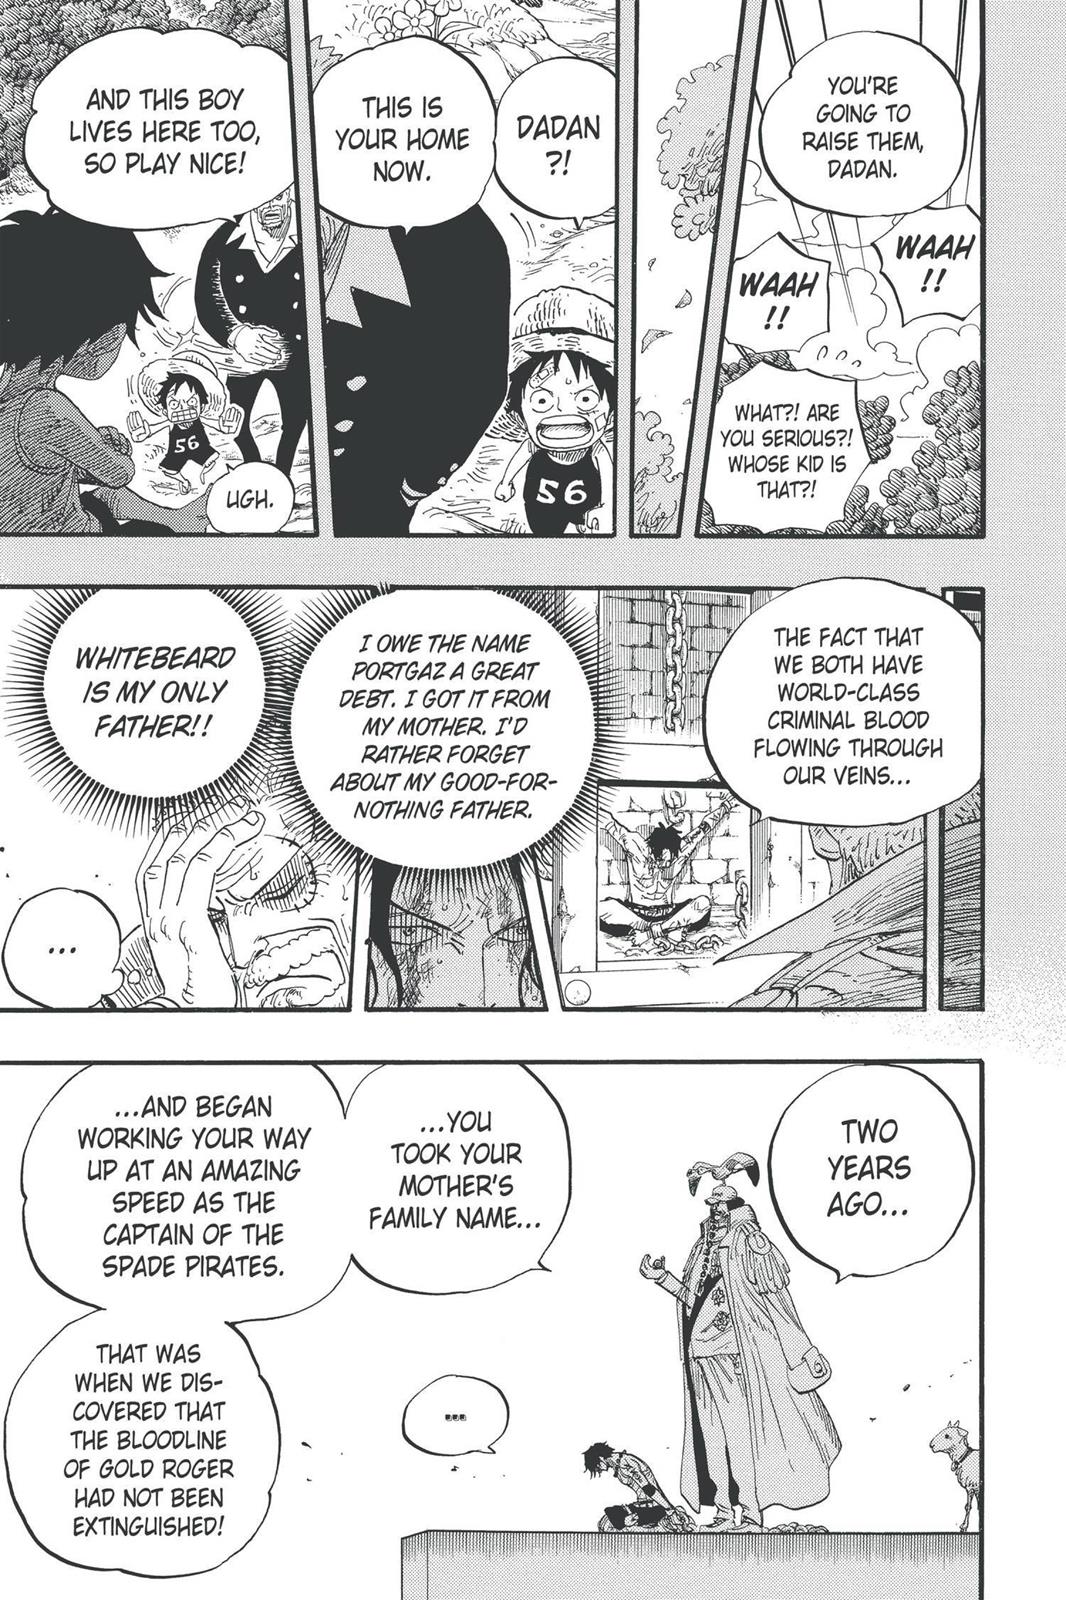 YOU'RE
GOING TO
RAISE THEM,
DADAN.
WAAH
!!
WAAH
!!
WHAT?! ARE
YOU SERIOUS?!
WHOSE KID IS
THAT?!
DADAN
?!
THIS IS
YOUR HOME
NOW.
56
AND THIS BOY
LIVES HERE TOO,
SO PLAY NICE!
56
UGH.
THE FACT THAT
WE BOTH HAVE
WORLD-CLASS
CRIMINAL BLOOD
FLOWING THROUGH
OUR VEINS...
I OWE THE NAME
PORTGAZ A GREAT
DEBT. I GOT IT FROM
MY MOTHER. I'D
RATHER FORGET
ABOUT MY GOOD-FOR-
NOTHING FATHER.
WHITEBEARD
IS MY ONLY
FATHER!!
...
TWO
YEARS
AGO...
...YOU
TOOK YOUR
MOTHER'S
FAMILY NAME...
...AND BEGAN
WORKING YOUR WAY
UP AT AN AMAZING
SPEED AS THE
CAPTAIN OF THE
SPADE PIRATES.
THAT WAS
WHEN WE DIS-
COVERED THAT
THE BLOODLINE
OF GOLD ROGER
HAD NOT BEEN
EXTINGUISHED!
...